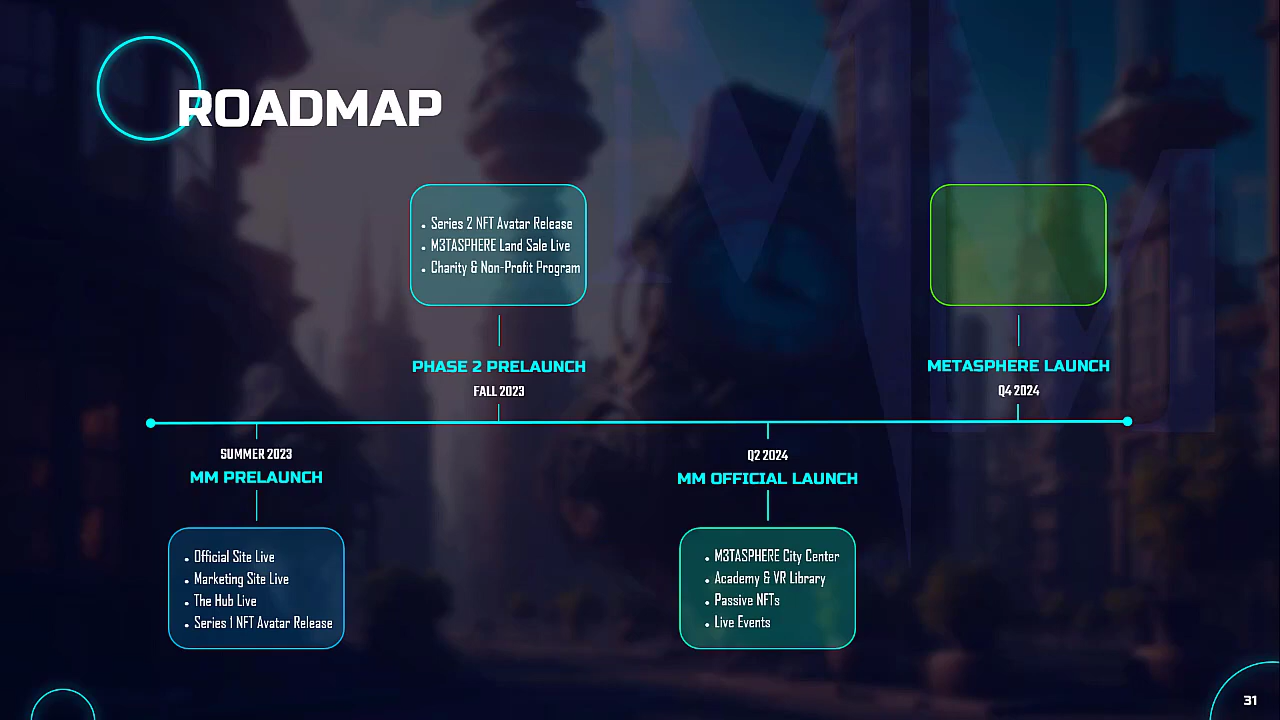 ROADMAP
• Series 2 NFT Avatar Release
• M3TASPHERE Land Sale Live
• Charity & Non-Profit Program
PHASE 2 PRELAUNCH
FALL 2023
METASPHERE LAUNCH
Q4 2024
SUMMER 2023
MM PRELAUNCH
• Official Site Live
• Marketing Site Live
• The Hub Live
• Series 1 NFT Avatar Release
Q2 2024
MM OFFICIAL LAUNCH
• M3TASPHERE City Center
• Academy & VR Library
• Passive NFTs
• Live Events
MM
31